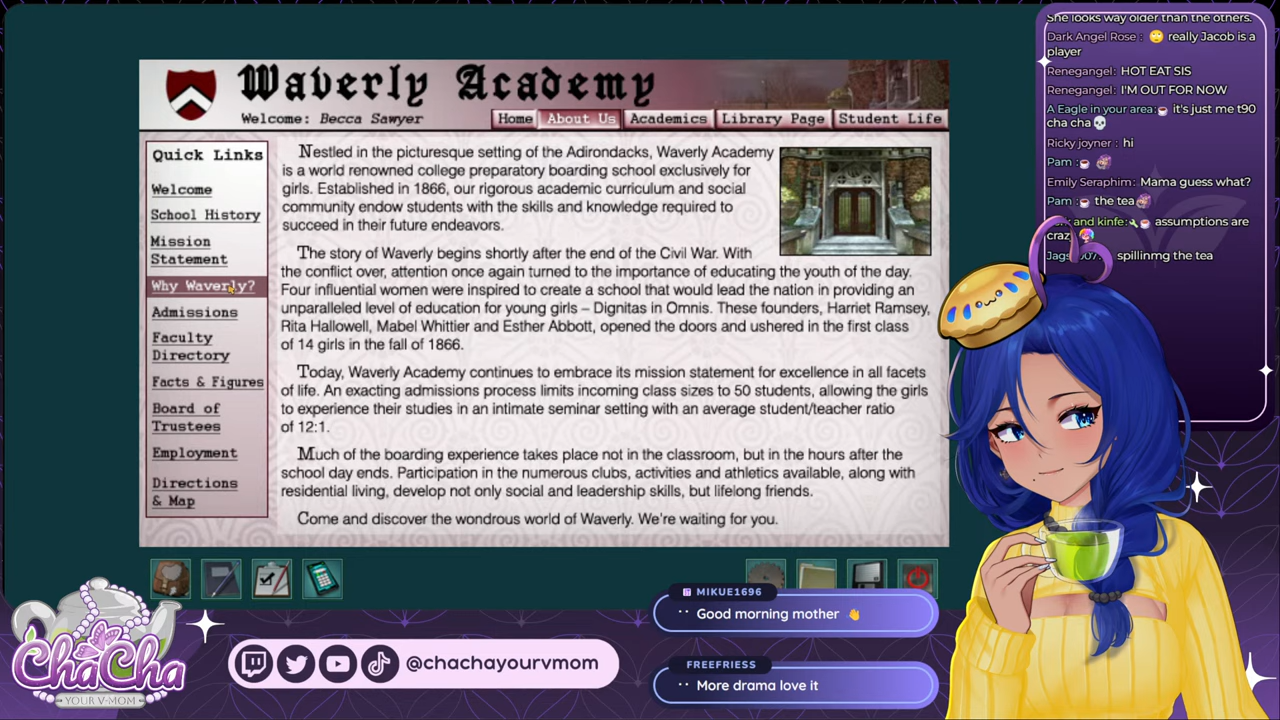 Waverly Academy
Welcome: Becca Sawyer
Home
About Us
Academics
Library Page
Student Life
Quick Links
Welcome
School History
Mission
Statement
Why Waverly?
Admissions
Faculty
Directory
Facts & Figures
Board of
Trustees
Employment
Directions
& Map
Nestled in the picturesque setting of the Adirondacks, Waverly Academy
is a world renowned college preparatory boarding school exclusively for
girls. Established in 1866, our rigorous academic curriculum and social
community endow students with the skills and knowledge required to
succeed in their future endeavors.
The story of Waverly begins shortly after the end of the Civil War. With
the conflict over, attention once again turned to the importance of educating the youth of the day.
Four influential women were inspired to create a school that would lead the nation in providing an
unparalleled level of education for young girls – Dignitas in Omnis. These founders, Harriet Ramsey,
Rita Hallowell, Mabel Whittier and Esther Abbott, opened the doors and ushered in the first class
of 14 girls in the fall of 1866.
Today, Waverly Academy continues to embrace its mission statement for excellence in all facets
of life. An exacting admissions process limits incoming class sizes to 50 students, allowing the girls
to experience their studies in an intimate seminar setting with an average student/teacher ratio
of 12:1.
Much of the boarding experience takes place not in the classroom, but in the hours after the
school day ends. Participation in the numerous clubs, activities and athletics available, along with
residential living, develop not only social and leadership skills, but lifelong friends.
Come and discover the wondrous world of Waverly. We're waiting for you.
She looks way older than the others.
Dark Angel Rose : 🙄 really Jacob is a
player
Renegangel: HOT EAT SIS
Renegangel: I'M OUT FOR NOW
A Eagle in your area:☕ it's just me t90
cha cha💀
Ricky joyner: hi
Pam :☕
Emily Seraphim: Mama guess what?
Pam :☕ the tea
and kinfe: ☕ assumptions are
craz
spillinmg the tea
MIKUE1696
Good morning mother 👋
FREEFRIESS
More drama love it
ChaCha
YOUR V-MOM
@chachayourvmom